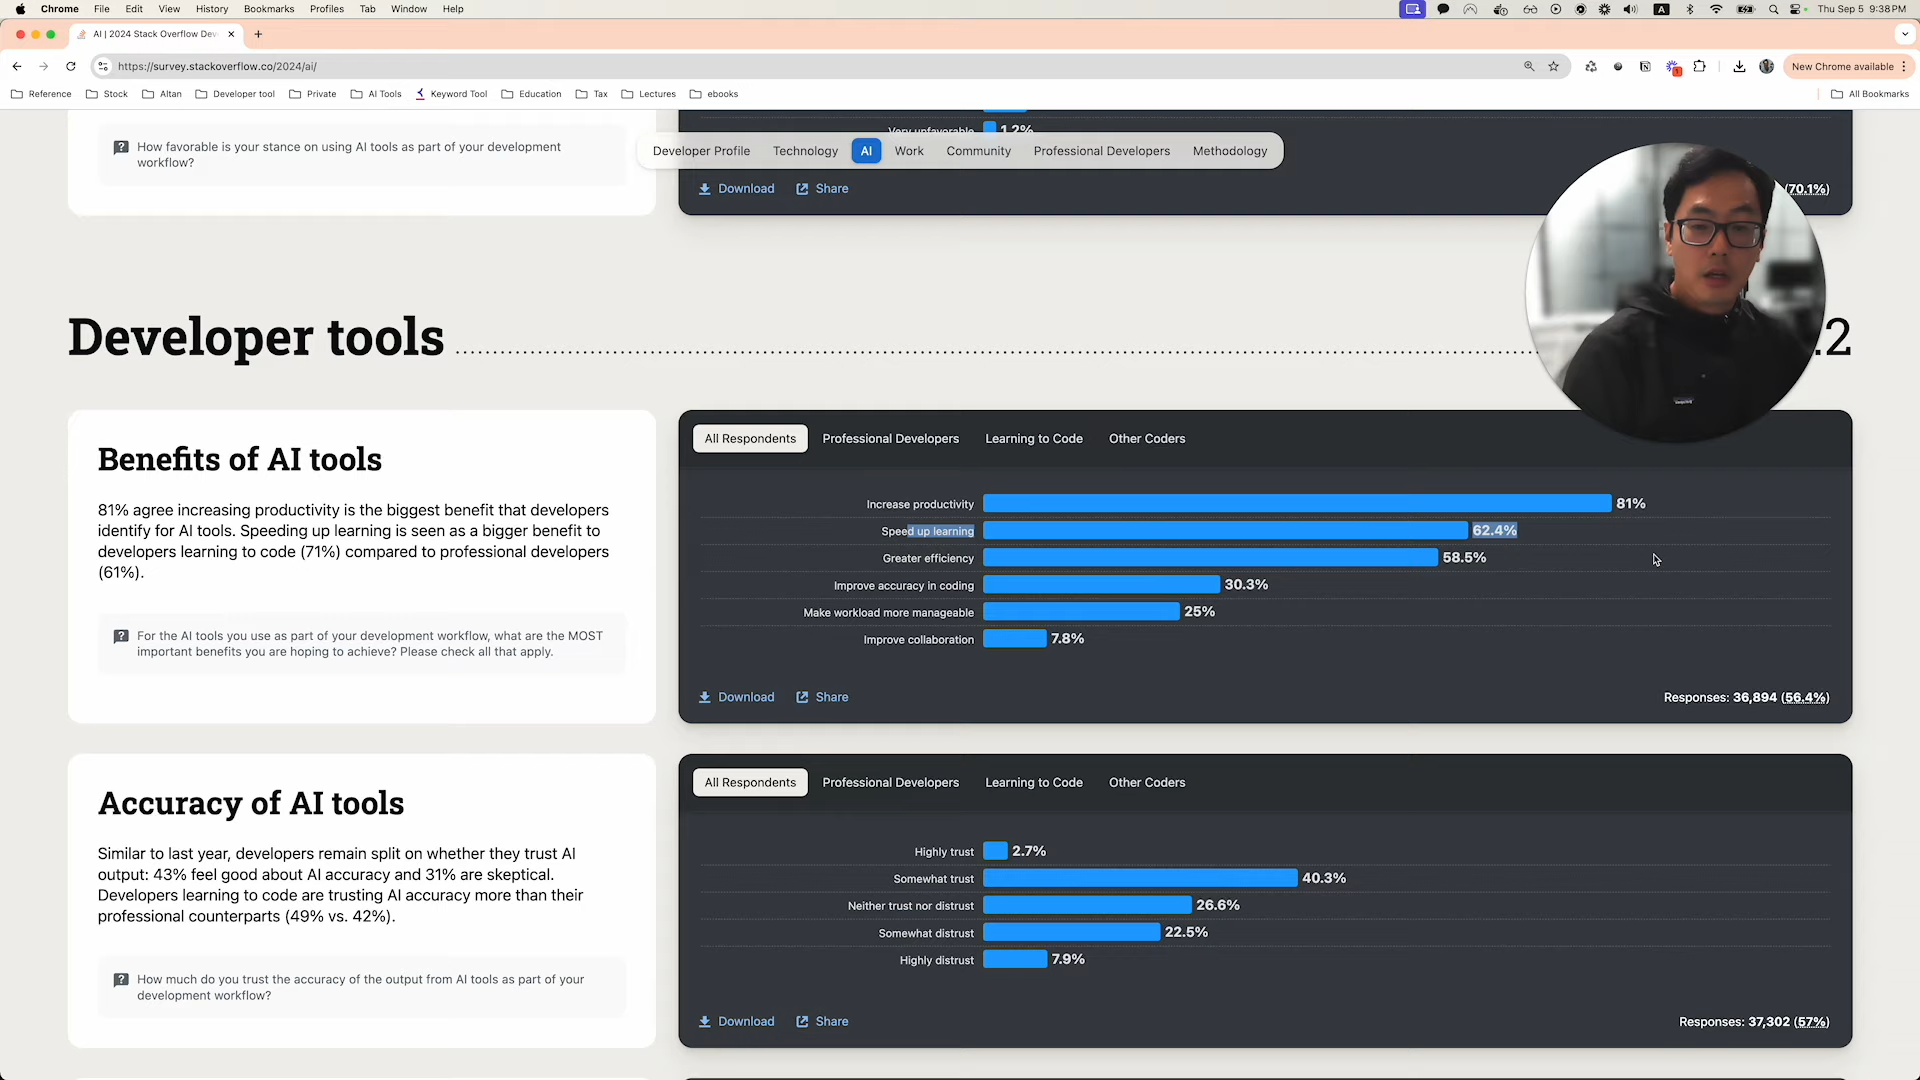 Chrome File Edit View History Bookmarks Profiles Tab Window Help
A Thu Sep 5 9:38 PM
AI | 2024 Stack Overflow Dev
https://survey.stackoverflow.co/2024/ai/
New Chrome available
Reference Stock Altan Developer tool Private AI Tools Keyword Tool Education Tax Lectures ebooks
All Bookmarks
Very unfavorable 1.2%
How favorable is your stance on using AI tools as part of your development
workflow?
Developer Profile Technology AI Work Community Professional Developers Methodology
Download Share
(70.1%)
Developer tools
.2
Benefits of AI tools
81% agree increasing productivity is the biggest benefit that developers
identify for AI tools. Speeding up learning is seen as a bigger benefit to
developers learning to code (71%) compared to professional developers
(61%).
For the AI tools you use as part of your development workflow, what are the MOST
important benefits you are hoping to achieve? Please check all that apply.
All Respondents Professional Developers Learning to Code Other Coders
Increase productivity 81%
Speed up learning 62.4%
Greater efficiency 58.5%
Improve accuracy in coding 30.3%
Make workload more manageable 25%
Improve collaboration 7.8%
Download Share
Responses: 36,894 (56.4%)
Accuracy of AI tools
Similar to last year, developers remain split on whether they trust AI
output: 43% feel good about AI accuracy and 31% are skeptical.
Developers learning to code are trusting AI accuracy more than their
professional counterparts (49% vs. 42%).
How much do you trust the accuracy of the output from AI tools as part of your
development workflow?
All Respondents Professional Developers Learning to Code Other Coders
Highly trust 2.7%
Somewhat trust 40.3%
Neither trust nor distrust 26.6%
Somewhat distrust 22.5%
Highly distrust 7.9%
Download Share
Responses: 37,302 (57%)